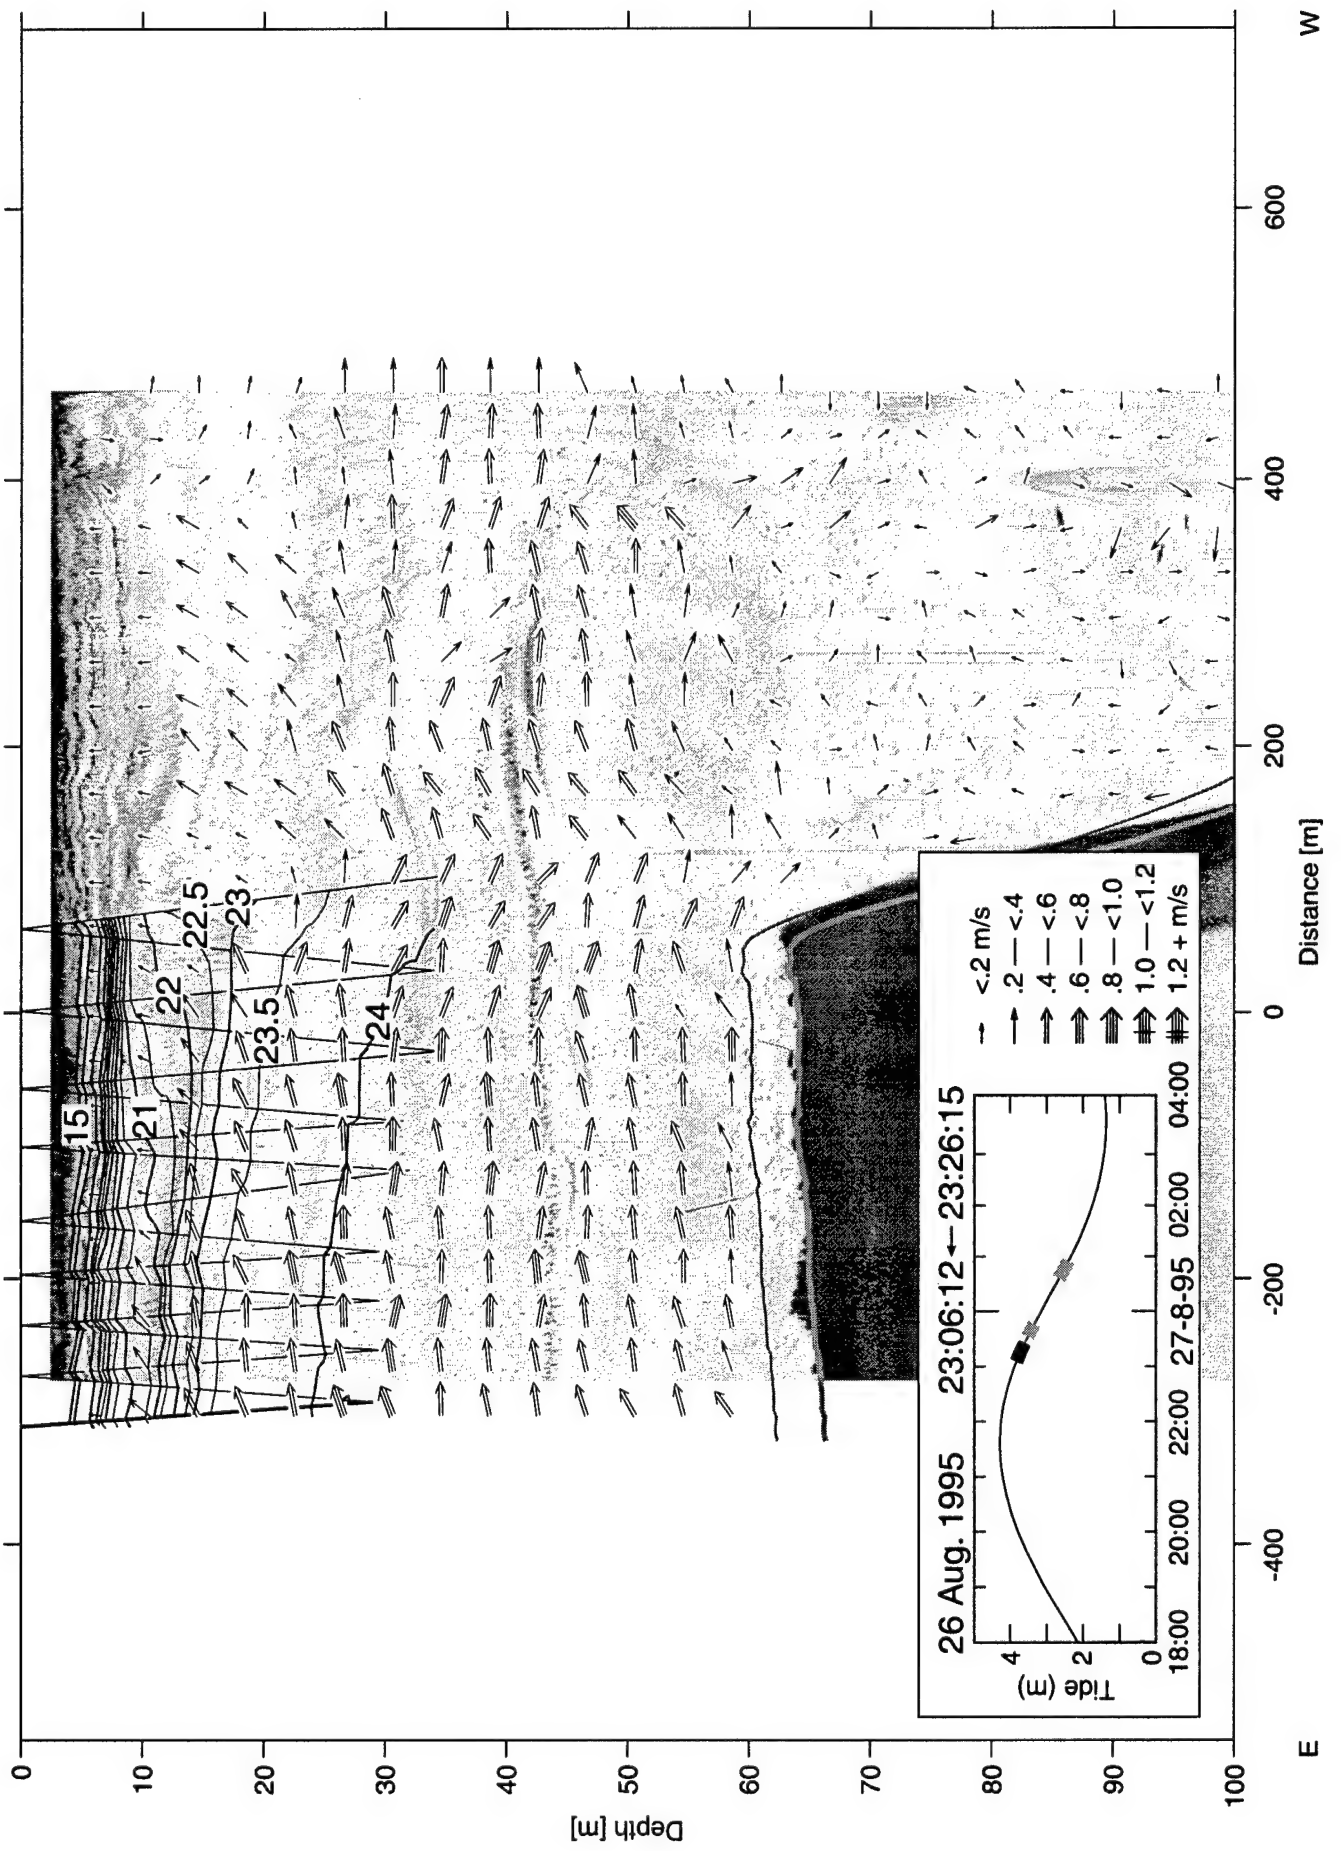 0
10
20
30
40
50
60
70
80
90
100
Depth [m]
15
21
22
22.5
23
23.5
24
26 Aug. 1995    23:06:12←—23:26:15
Tide (m)
4
2
0
18:00 20:00 22:00 27-8-95 02:00 04:00
<.2 m/s
.2 — <.4
.4 — <.6
.6 — <.8
.8 — <1.0
1.0 — <1.2
1.2 + m/s
-400 -200 0 200 400 600
E Distance [m] W